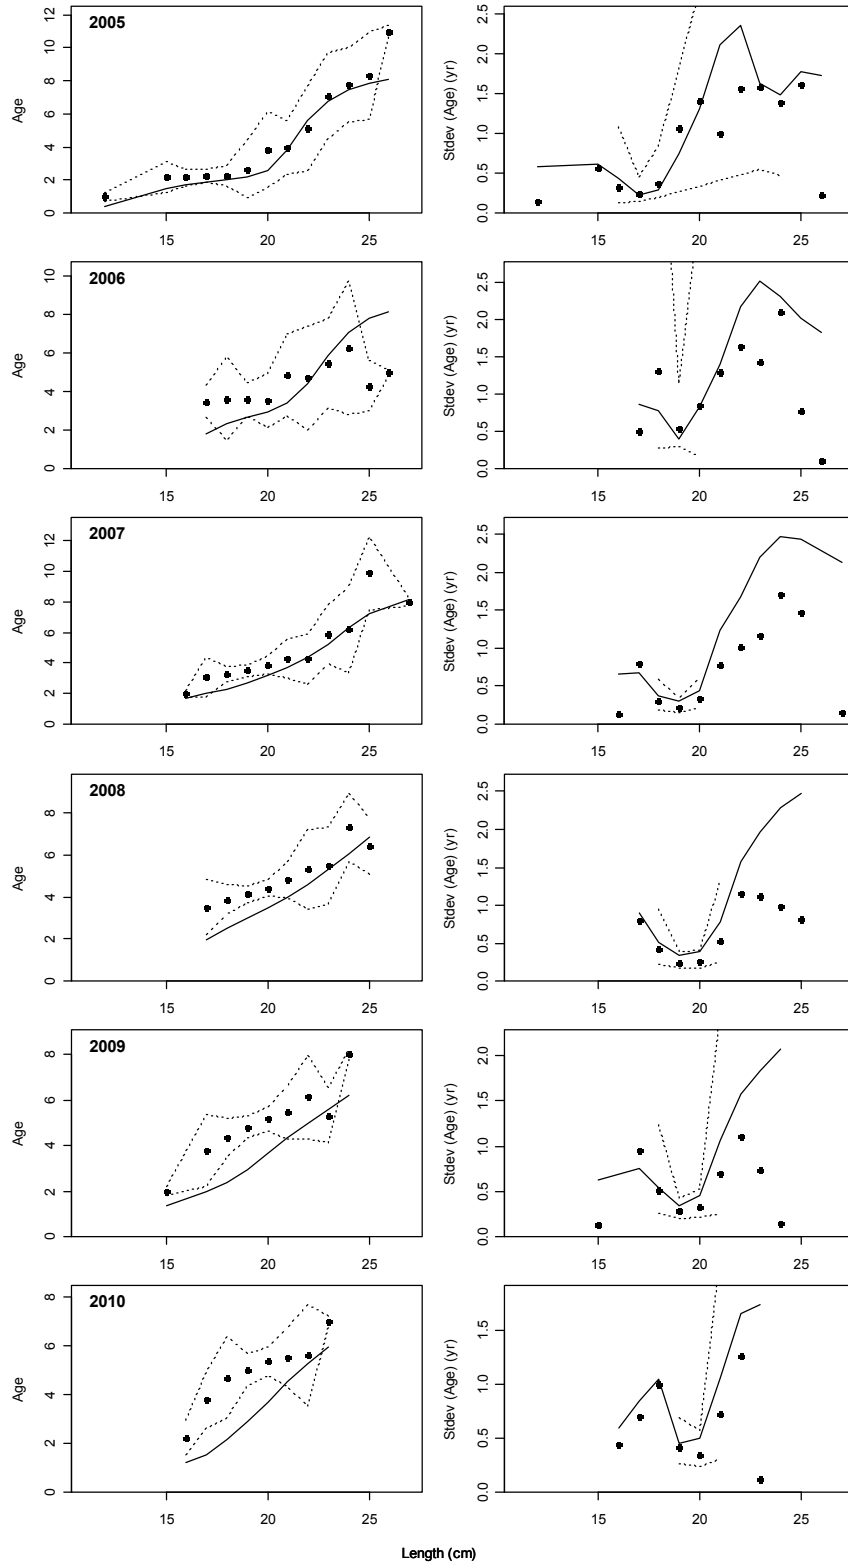 2005
Age
0 2 4 6 8 10 12
15 20 25
Stdev (Age) (yr)
0.0 0.5 1.0 1.5 2.0 2.5
15 20 25
2006
Age
0 2 4 6 8 10
15 20 25
Stdev (Age) (yr)
0.0 0.5 1.0 1.5 2.0 2.5
15 20 25
2007
Age
0 2 4 6 8 10 12
15 20 25
Stdev (Age) (yr)
0.0 0.5 1.0 1.5 2.0 2.5
15 20 25
2008
Age
0 2 4 6 8
15 20 25
Stdev (Age) (yr)
0.0 0.5 1.0 1.5 2.0 2.5
15 20 25
2009
Age
0 2 4 6 8
15 20 25
Stdev (Age) (yr)
0.0 0.5 1.0 1.5 2.0
15 20 25
2010
Age
0 2 4 6 8
15 20 25
Stdev (Age) (yr)
0.0 0.5 1.0 1.5
15 20 25
Length (cm)